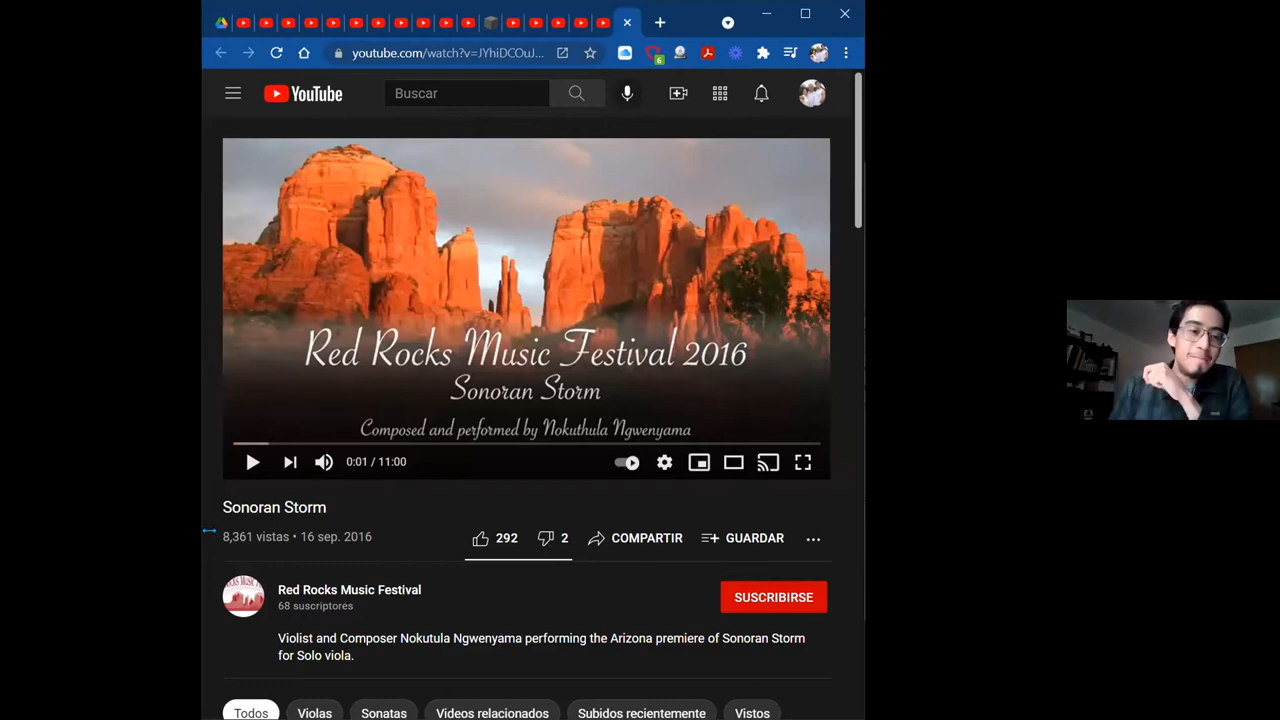 youtube.com/watch?v=JYhiDCOuJ...
6
YouTube
Buscar
Red Rocks Music Festival 2016
Sonoran Storm
Composed and performed by Nokuthula Ngwenyama
0:01 / 11:00
Sonoran Storm
8,361 vistas • 16 sep. 2016
292
2
COMPARTIR
GUARDAR
Red Rocks Music Festival
68 suscriptores
SUSCRIBIRSE
Violist and Composer Nokutula Ngwenyama performing the Arizona premiere of Sonoran Storm
for Solo viola.
Todos
Violas
Sonatas
Videos relacionados
Subidos recientemente
Vistos